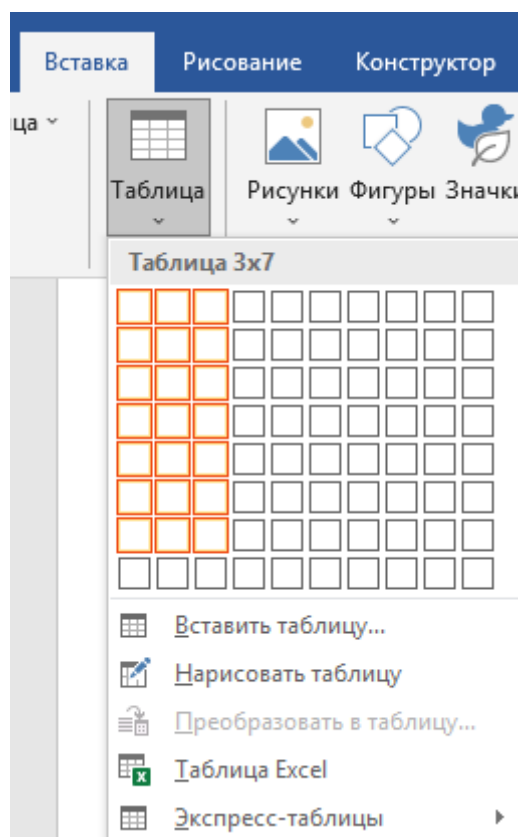 Вставка Рисование Конструктор
ица
Таблица Рисунки Фигуры Значки
Таблица 3x7
Вставить таблицу...
Нарисовать таблицу
Преобразовать в таблицу...
Таблица Excel
Экспресс-таблицы